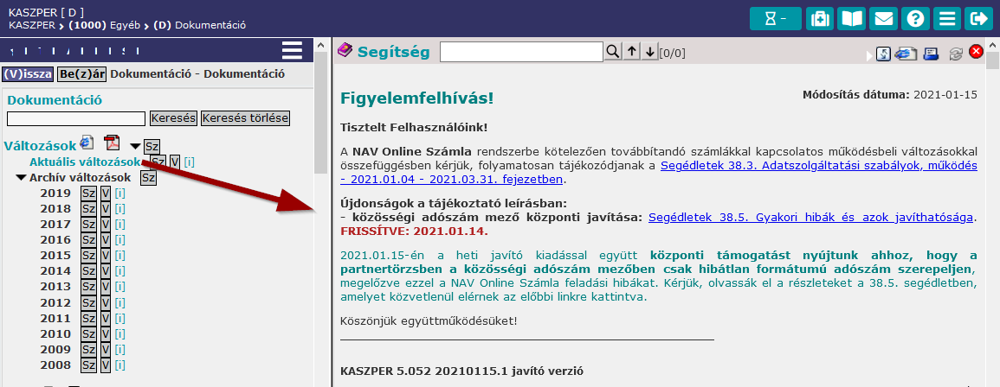 KASZPER [ D ]
KASZPER > (1000) Egyéb > (D) Dokumentáció
(V)issza Be(z)ár Dokumentáció - Dokumentáció
Dokumentáció
Keresés Keresés törlése
Változások Sz
Aktuális változások Sz V [i]
Archív változások Sz
2019 Sz V [i]
2018 Sz V [i]
2017 Sz V [i]
2016 Sz V [i]
2015 Sz V [i]
2014 Sz V [i]
2013 Sz V [i]
2012 Sz V [i]
2011 Sz V [i]
2010 Sz V [i]
2009 Sz V [i]
2008 Sz V [i]
Segítség [0/0]
Figyelemfelhívás! Módosítás dátuma: 2021-01-15
Tisztelt Felhasználóink!
A NAV Online Számla rendszerbe kötelezően továbbítandó számlákkal kapcsolatos működésbeli változásokkal
összefüggésben kérjük, folyamatosan tájékozódjanak a Segédletek 38.3. Adatszolgáltatási szabályok, működés
- 2021.01.04 - 2021.03.31. fejezetben.
Újdonságok a tájékoztató leírásban:
- közösségi adószám mező központi javítása: Segédletek 38.5. Gyakori hibák és azok javíthatósága.
FRISSÍTVE: 2021.01.14.
2021.01.15-én a heti javító kiadással együtt központi támogatást nyújtunk ahhoz, hogy a
partnertörzsben a közösségi adószám mezőben csak hibátlan formátumú adószám szerepeljen,
megelőzve ezzel a NAV Online Számla feladási hibákat. Kérjük, olvassák el a részleteket a 38.5. segédletben,
amelyet közvetlenül elérnek az előbbi linkre kattintva.
Köszönjük együttműködésüket!
KASZPER 5.052 20210115.1 javító verzió